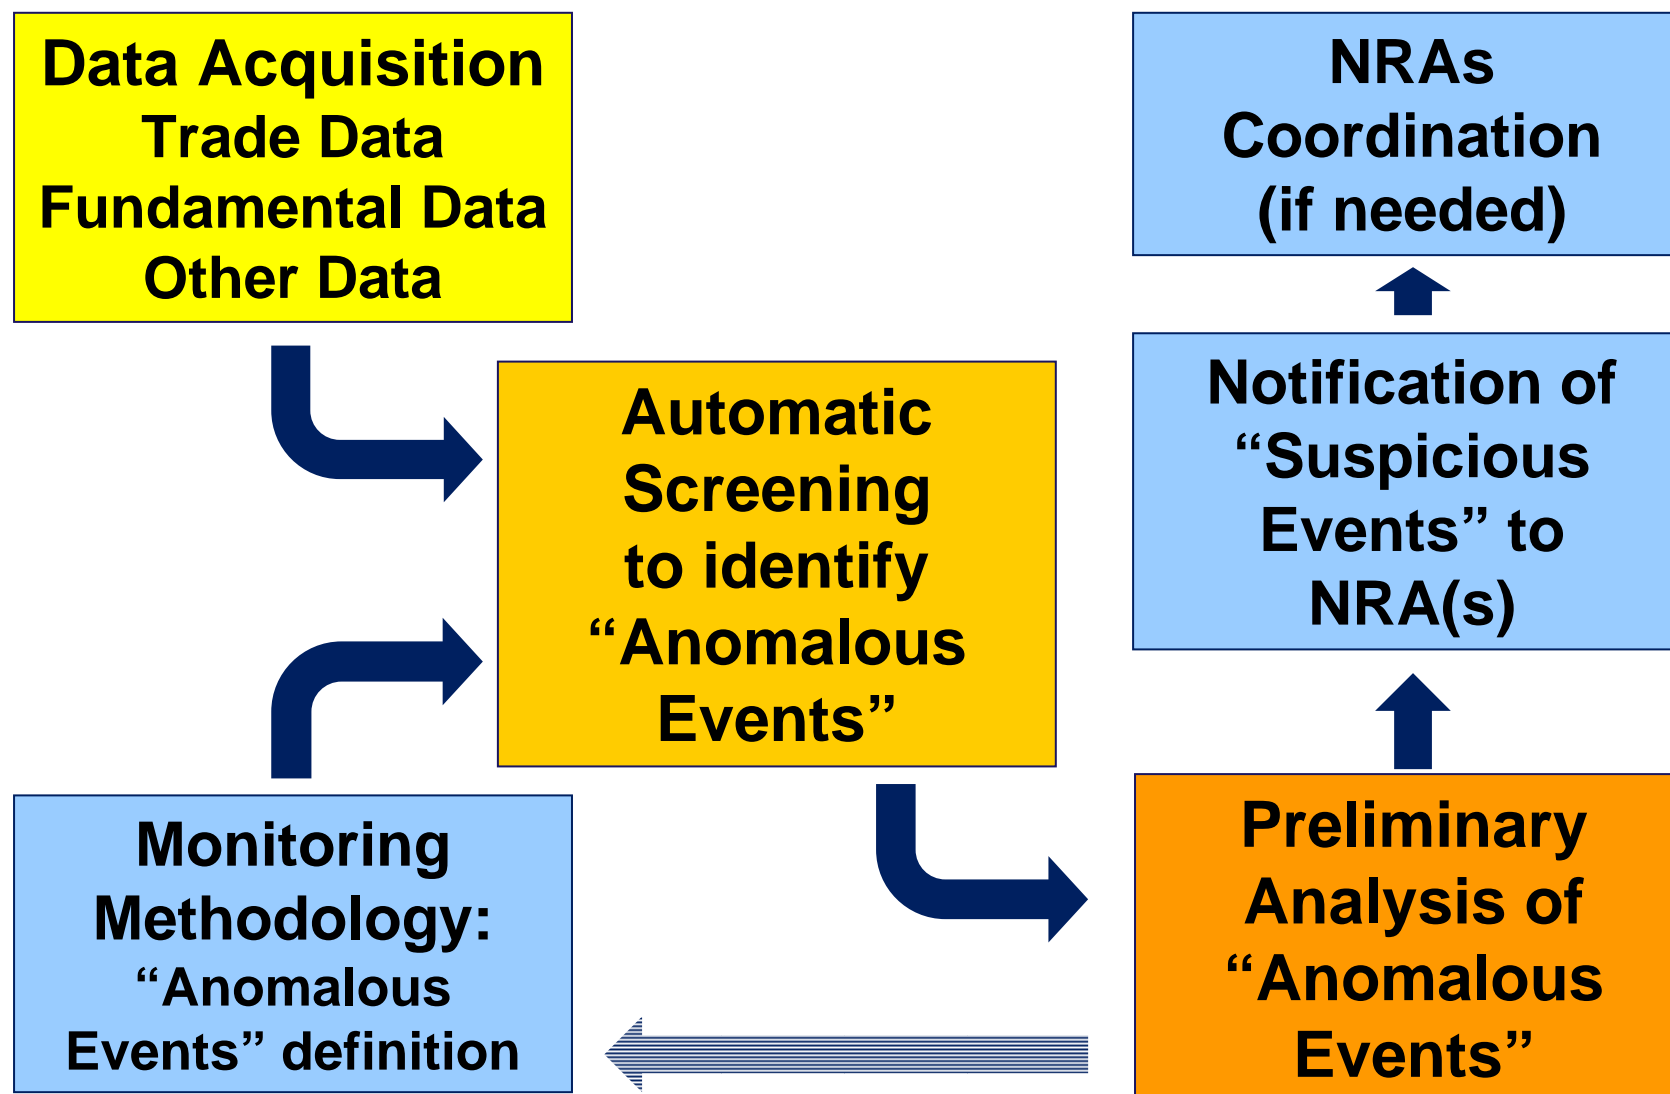 Data Acquisition
Trade Data
Fundamental Data
Other Data
Automatic
Screening
to identify
“Anomalous
Events”
Monitoring
Methodology:
“Anomalous
Events” definition
NRAs
Coordination
(if needed)
Notification of
“Suspicious
Events” to
NRA(s)
Preliminary
Analysis of
“Anomalous
Events”